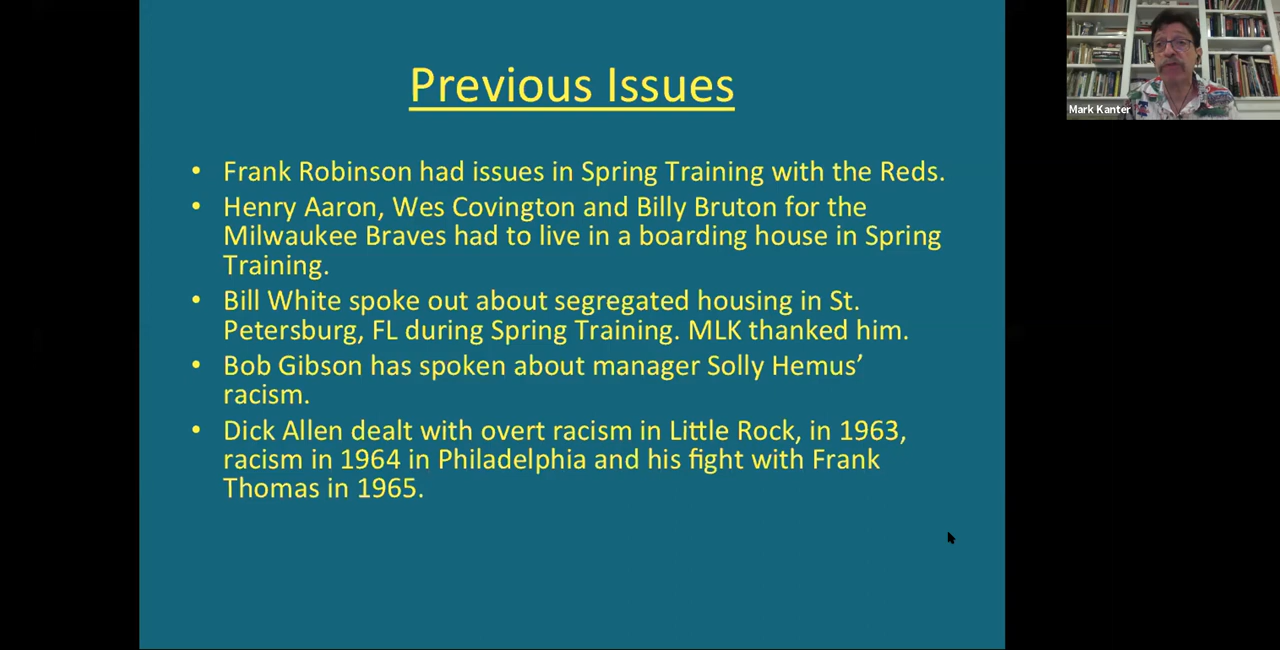 Previous Issues
• Frank Robinson had issues in Spring Training with the Reds.
• Henry Aaron, Wes Covington and Billy Bruton for the
Milwaukee Braves had to live in a boarding house in Spring
Training.
• Bill White spoke out about segregated housing in St.
Petersburg, FL during Spring Training. MLK thanked him.
• Bob Gibson has spoken about manager Solly Hemus’
racism.
• Dick Allen dealt with overt racism in Little Rock, in 1963,
racism in 1964 in Philadelphia and his fight with Frank
Thomas in 1965.
Mark Kanter